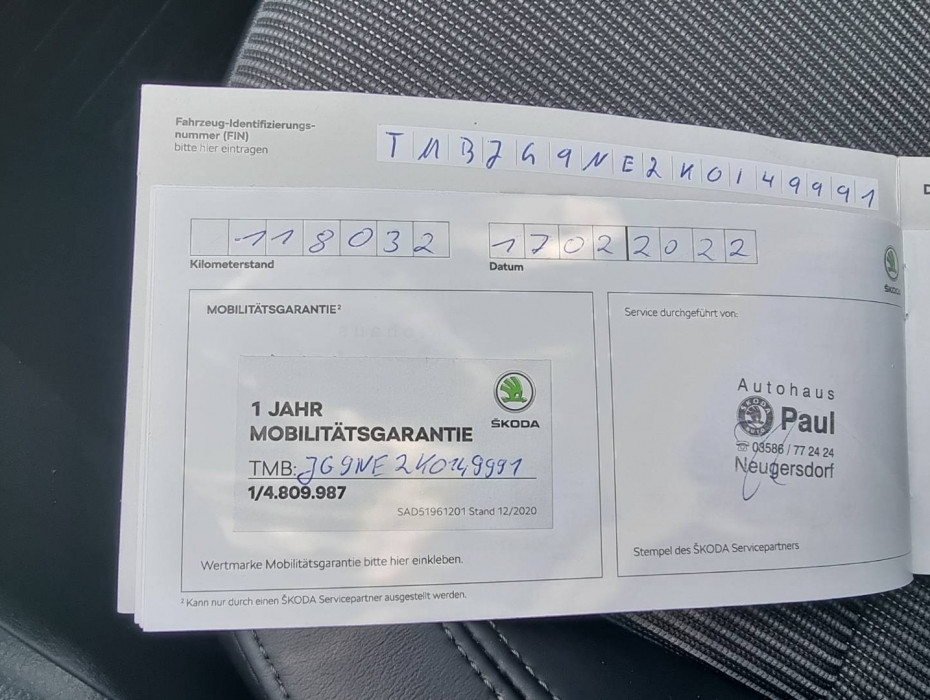 Fahrzeug-Identifizierungs-
nummer (FIN)
bitte hier eintragen
TMBJG9NE2K0149991
118032
17022022
Kilometerstand
Datum
ŠKODA
MOBILITÄTSGARANTIE²
Service durchgeführt von:
1 JAHR
MOBILITÄTSGARANTIE
ŠKODA
TMB: JG9NE2K0149991
1/4.809.987
SAD51961201 Stand 12/2020
Autohaus
SKODA
Paul
☎ 03586 / 77 24 24
Neugersdorf
Wertmarke Mobilitätsgarantie bitte hier einkleben.
Stempel des ŠKODA Servicepartners
² Kann nur durch einen ŠKODA Servicepartner ausgestellt werden.